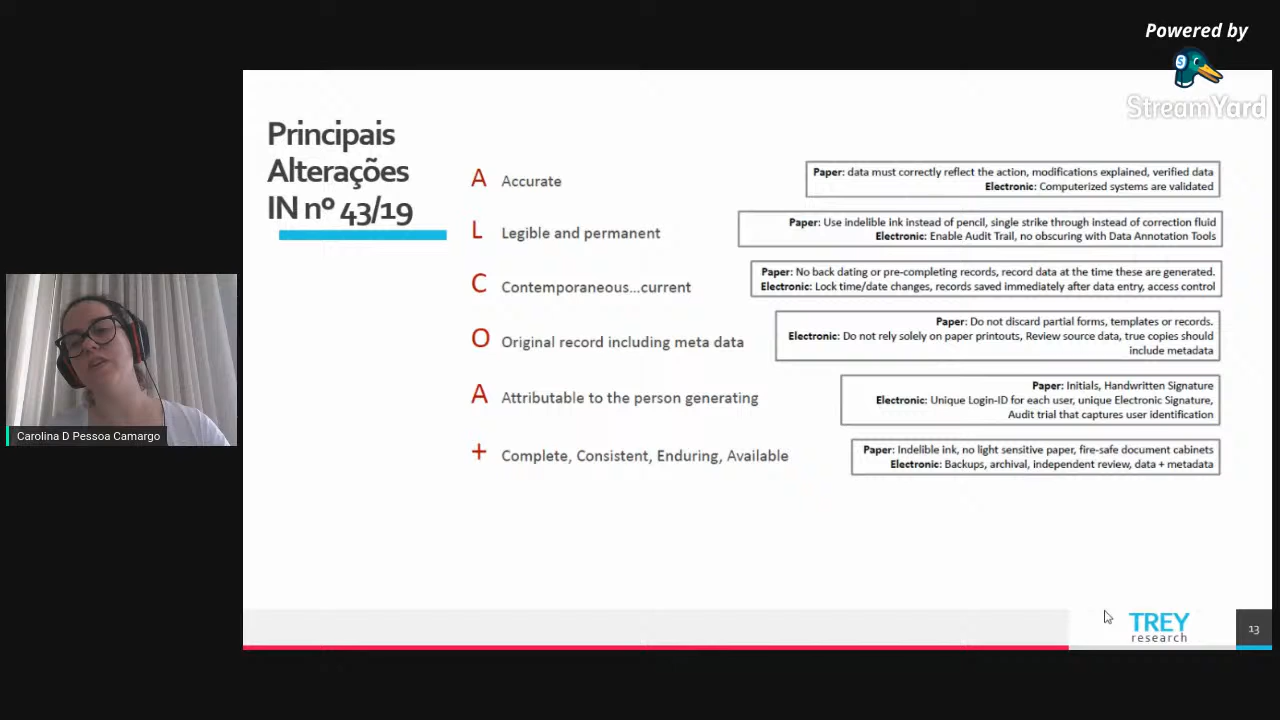 Powered by
StreamYard
Principais
Alterações
IN nº 43/19
A Accurate
Paper: data must correctly reflect the action, modifications explained, verified data
Electronic: Computerized systems are validated
L Legible and permanent
Paper: Use indelible ink instead of pencil, single strike through instead of correction fluid
Electronic: Enable Audit Trail, no obscuring with Data Annotation Tools
C Contemporaneous...current
Paper: No back dating or pre-completing records, record data at the time these are generated.
Electronic: Lock time/date changes, records saved immediately after data entry, access control
O Original record including meta data
Paper: Do not discard partial forms, templates or records.
Electronic: Do not rely solely on paper printouts, Review source data, true copies should
include metadata
A Attributable to the person generating
Paper: Initials, Handwritten Signature
Electronic: Unique Login-ID for each user, unique Electronic Signature,
Audit trial that captures user identification
+ Complete, Consistent, Enduring, Available
Paper: Indelible ink, no light sensitive paper, fire-safe document cabinets
Electronic: Backups, archival, independent review, data + metadata
Carolina D Pessoa Camargo
TREY
research
13